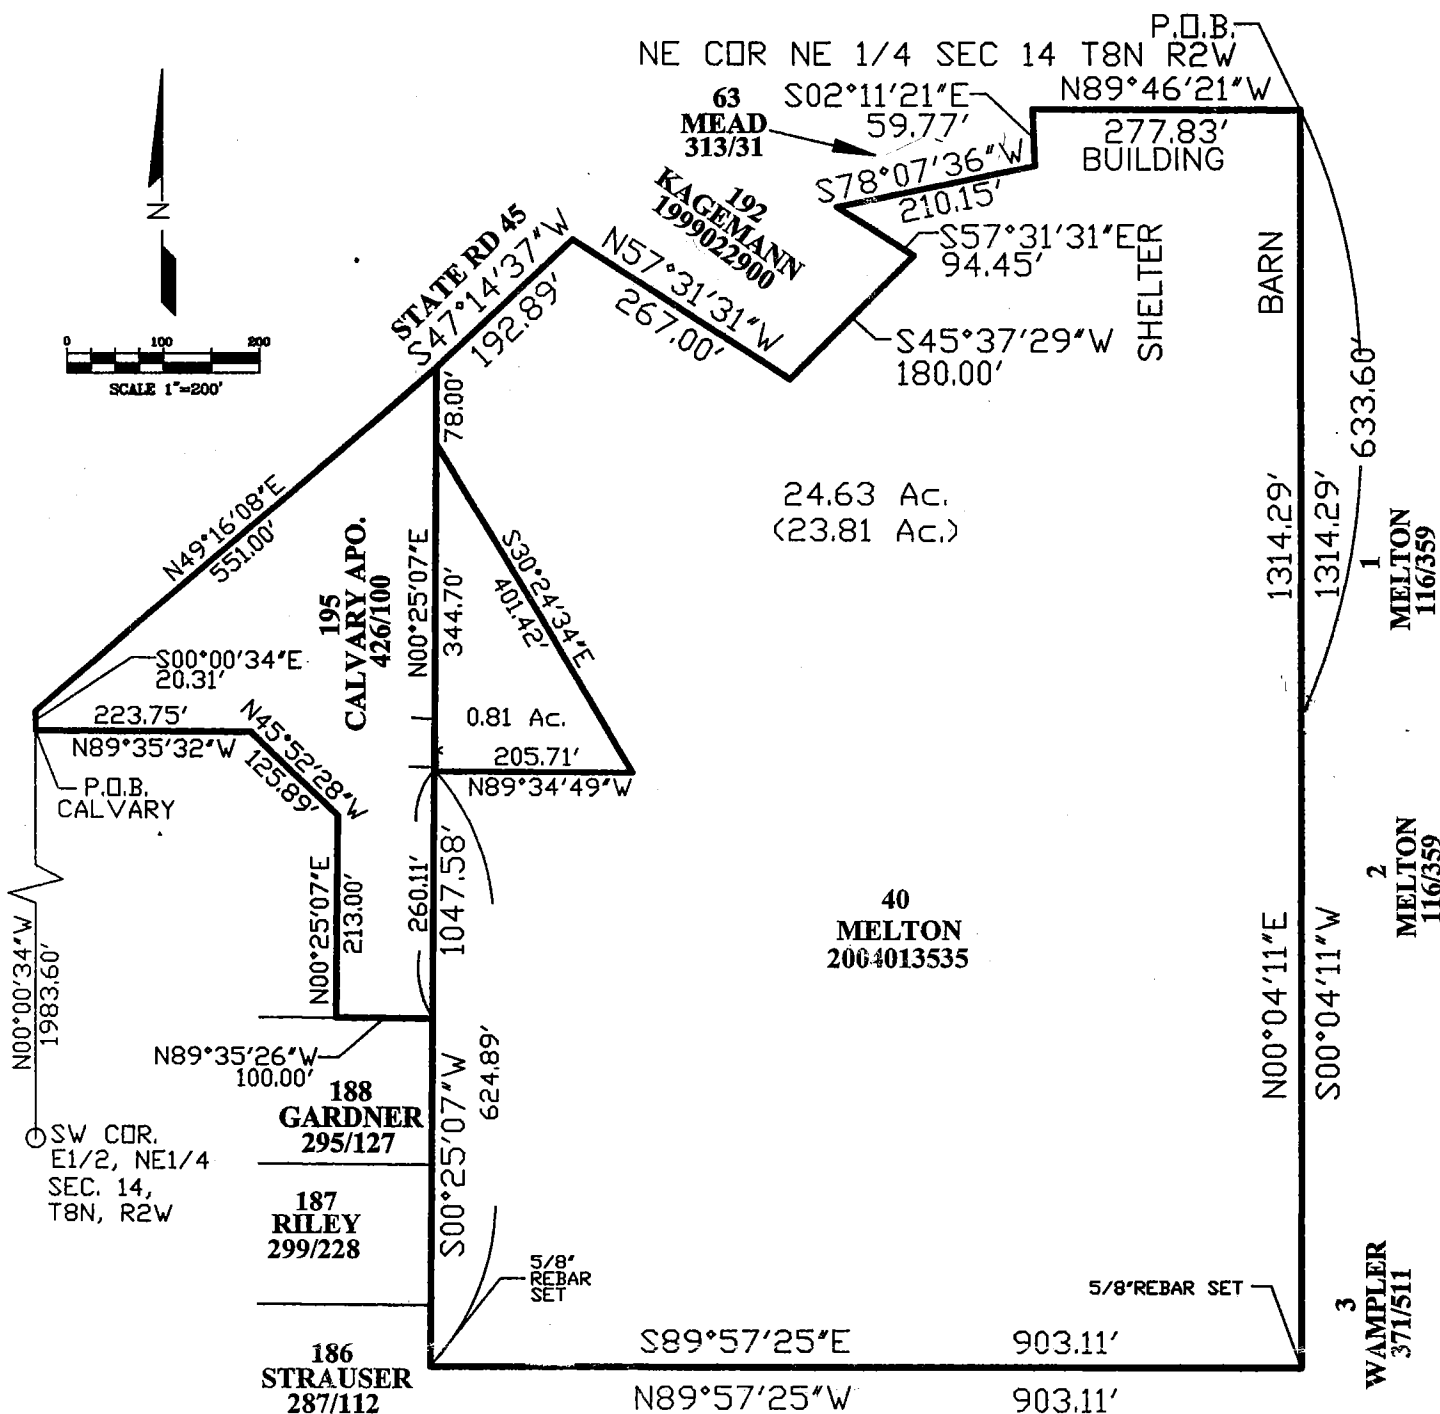 P.O.B.
NE COR NE 1/4 SEC 14 T8N R2W
S02°11'21"E
59.77'
N89°46'21"W
277.83'
BUILDING
63
MEAD
313/31
S78°07'36"W
210.15'
192
KAGEMANN
1999022900
S57°31'31"E
94.45'
SHELTER
BARN
STATE RD 45
S47°14'37"W
192.89'
N57°31'31"W
267.00'
S45°37'29"W
180.00'
N
0 100 200
SCALE 1"=200'
78.00'
633.60'
24.63 Ac.
(23.81 Ac.)
N49°16'08"E
551.00'
195
CALVARY APO.
426/100
N00°25'07"E
344.70'
S30°24'34"E
401.42'
1314.29'
1314.29'
1
MELTON
116/359
S00°00'34"E
20.31'
223.75'
N89°35'32"W
N45°52'28"W
125.89'
0.81 Ac.
205.71'
N89°34'49"W
P.O.B.
CALVARY
N00°25'07"E
213.00'
260.11'
1047.58'
40
MELTON
2004013535
2
MELTON
116/359
N00°00'34"W
1983.60'
N00°04'11"E
S00°04'11"W
N89°35'26"W
100.00'
188
GARDNER
295/127
S00°25'07"W
624.89'
SW COR.
E1/2, NE1/4
SEC. 14,
T8N, R2W
187
RILEY
299/228
5/8"
REBAR
SET
5/8"REBAR SET
3
WAMPLER
371/511
186
STRAUSER
287/112
S89°57'25"E 903.11'
N89°57'25"W 903.11'